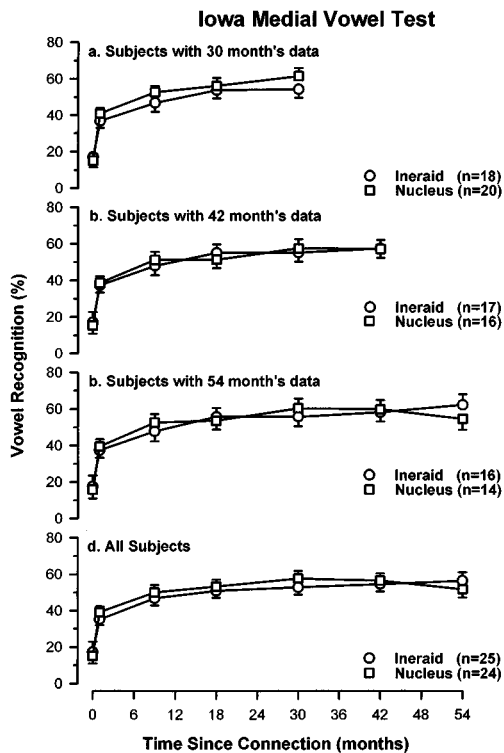 Iowa Medial Vowel Test
a. Subjects with 30 month's data
80
60
40
20
0
Ineraid (n=18)
Nucleus (n=20)
b. Subjects with 42 month's data
80
60
40
20
0
Ineraid (n=17)
Nucleus (n=16)
b. Subjects with 54 month's data
80
60
40
20
0
Ineraid (n=16)
Nucleus (n=14)
d. All Subjects
80
60
40
20
0
Ineraid (n=25)
Nucleus (n=24)
Vowel Recognition (%)
0 6 12 18 24 30 36 42 48 54
Time Since Connection (months)